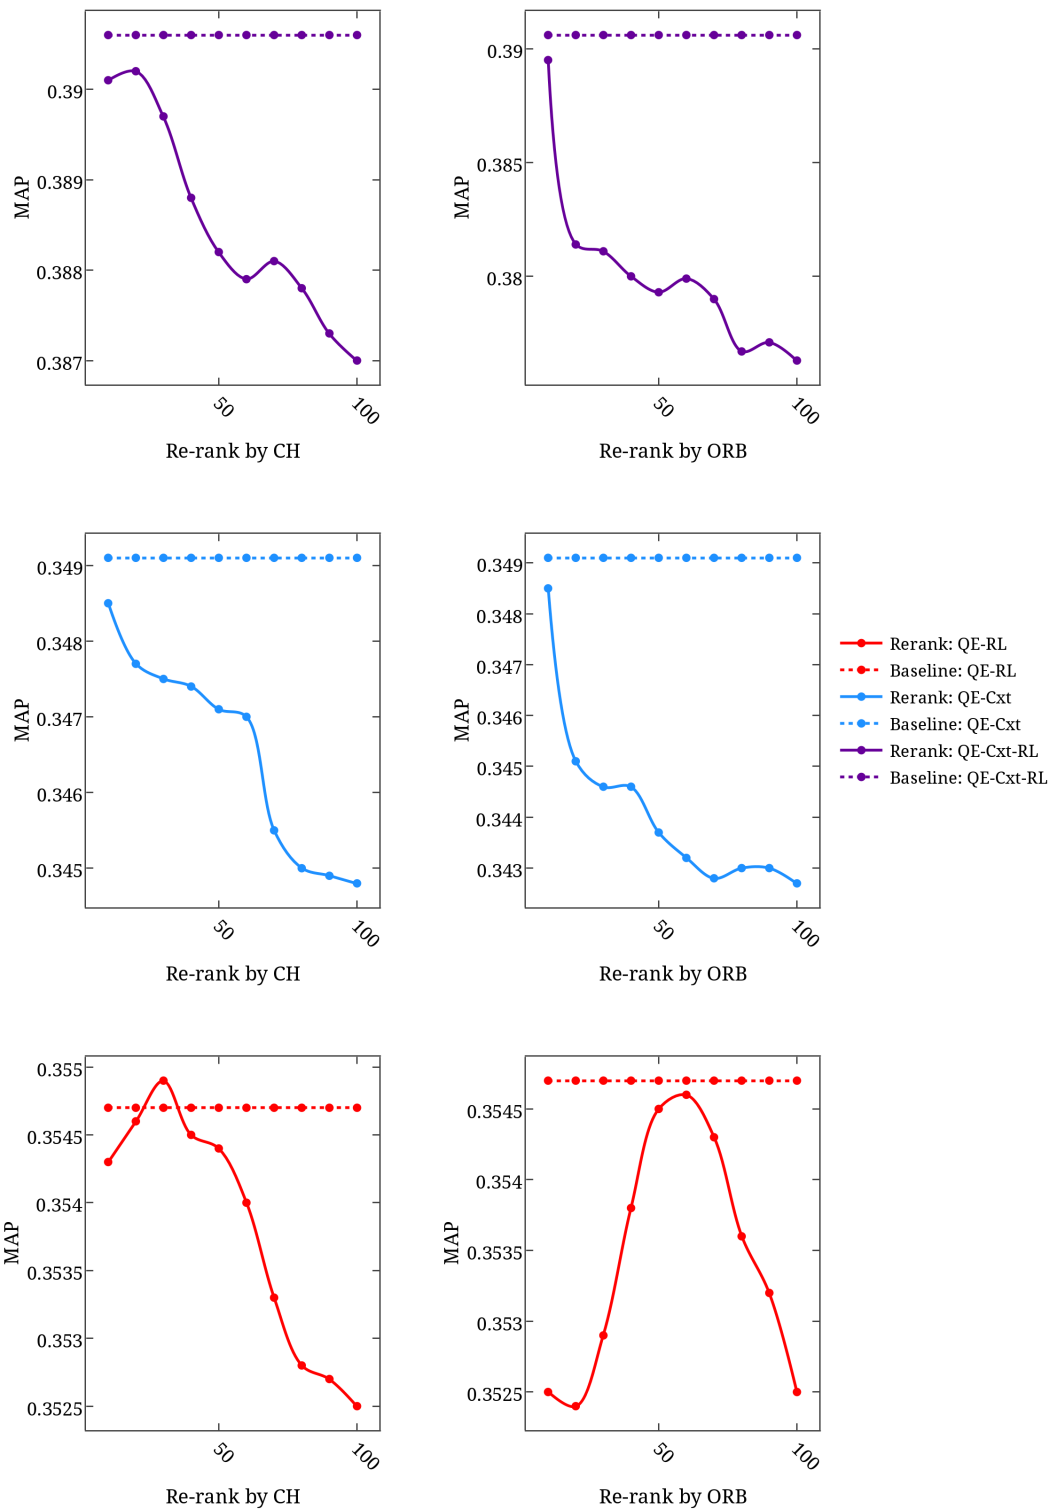 MAP
0.39
0.389
0.388
0.387
50
100
Re-rank by CH
MAP
0.39
0.385
0.38
50
100
Re-rank by ORB
MAP
0.349
0.348
0.347
0.346
0.345
50
100
Re-rank by CH
MAP
0.349
0.348
0.347
0.346
0.345
0.344
0.343
50
100
Re-rank by ORB
Rerank: QE-RL
Baseline: QE-RL
Rerank: QE-Cxt
Baseline: QE-Cxt
Rerank: QE-Cxt-RL
Baseline: QE-Cxt-RL
MAP
0.355
0.3545
0.354
0.3535
0.353
0.3525
50
100
Re-rank by CH
MAP
0.3545
0.354
0.3535
0.353
0.3525
50
100
Re-rank by ORB